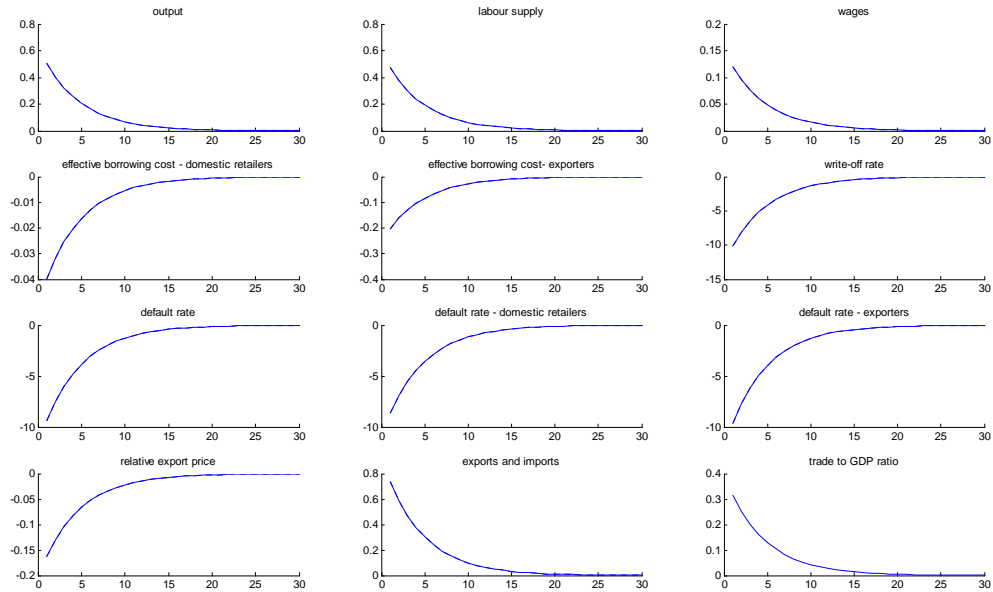 output
0.8
0.6
0.4
0.2
0
0 5 10 15 20 25 30
labour supply
0.8
0.6
0.4
0.2
0
0 5 10 15 20 25 30
wages
0.2
0.15
0.1
0.05
0
0 5 10 15 20 25 30
effective borrowing cost - domestic retailers
0
-0.01
-0.02
-0.03
-0.04
0 5 10 15 20 25 30
effective borrowing cost- exporters
0
-0.1
-0.2
-0.3
-0.4
0 5 10 15 20 25 30
write-off rate
0
-5
-10
-15
0 5 10 15 20 25 30
default rate
0
-5
-10
0 5 10 15 20 25 30
default rate - domestic retailers
0
-5
-10
0 5 10 15 20 25 30
default rate - exporters
0
-5
-10
0 5 10 15 20 25 30
relative export price
0
-0.05
-0.1
-0.15
-0.2
0 5 10 15 20 25 30
exports and imports
0.8
0.6
0.4
0.2
0
0 5 10 15 20 25 30
trade to GDP ratio
0.4
0.3
0.2
0.1
0
0 5 10 15 20 25 30